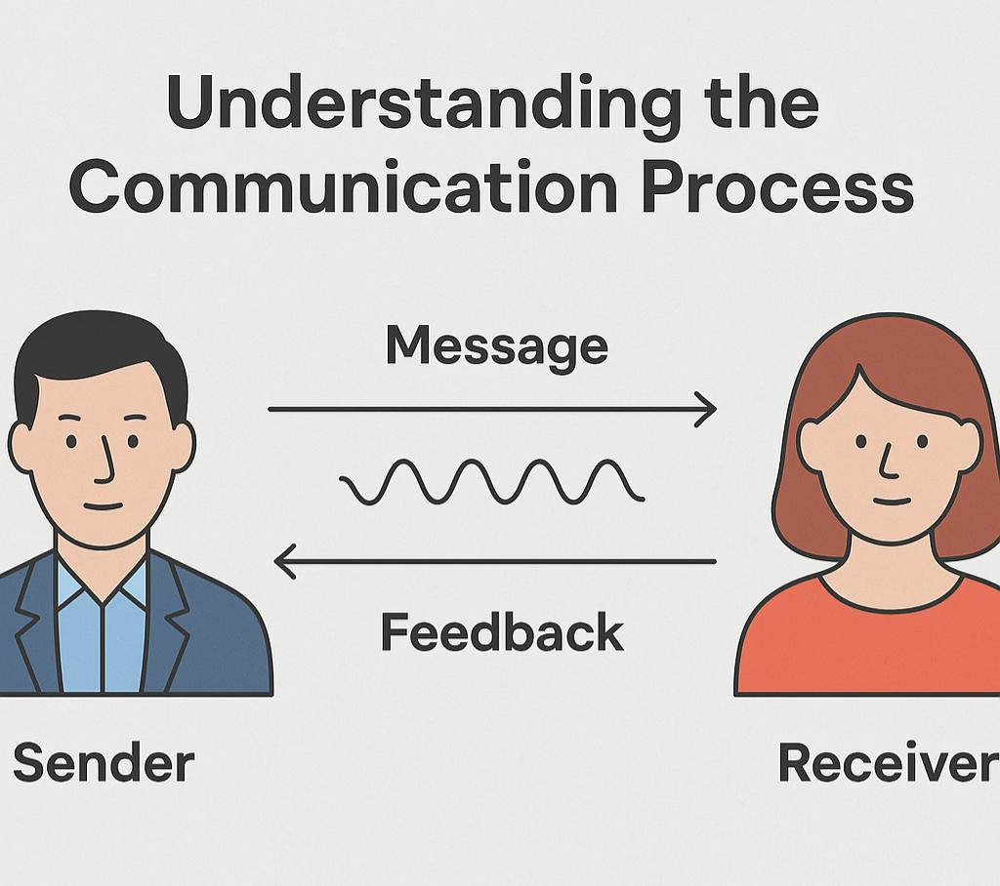 Understanding the
Communication Process
Message
Feedback
Sender
Receiver